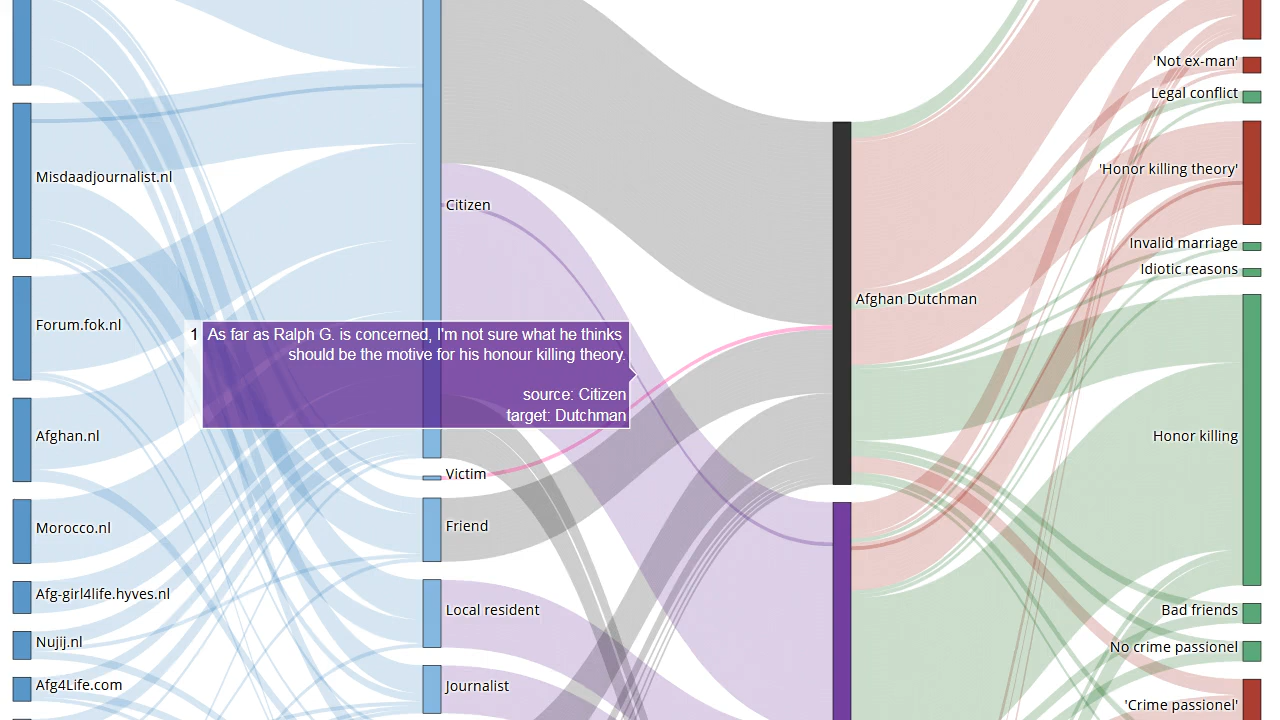 Misdaadjournalist.nl
Forum.fok.nl
Afghan.nl
Morocco.nl
Afg-girl4life.hyves.nl
Nujij.nl
Afg4Life.com
Citizen
1 As far as Ralph G. is concerned, I'm not sure what he thinks
should be the motive for his honour killing theory.
source: Citizen
target: Dutchman
Victim
Friend
Local resident
Journalist
Afghan Dutchman
'Not ex-man'
Legal conflict
'Honor killing theory'
Invalid marriage
Idiotic reasons
Honor killing
Bad friends
No crime passionel
'Crime passionel'